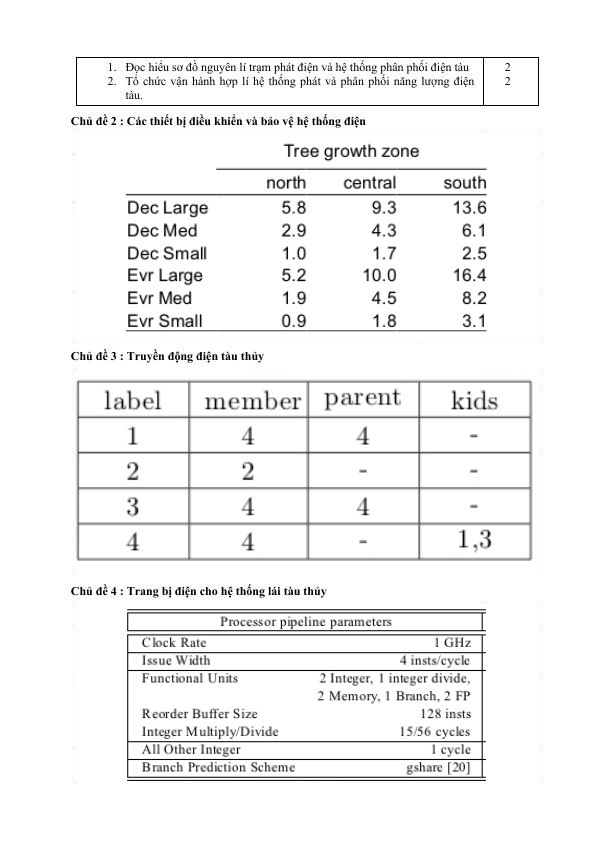 1. Đọc hiểu sơ đồ nguyên lí trạm phát điện và hệ thống phân phối điện tàu 2
2. Tổ chức vận hành hợp lí hệ thống phát và phân phối năng lượng điện 2
tàu.
Chủ đề 2 : Các thiết bị điều khiển và bảo vệ hệ thống điện
Tree growth zone
north central south
Dec Large 5.8 9.3 13.6
Dec Med 2.9 4.3 6.1
Dec Small 1.0 1.7 2.5
Evr Large 5.2 10.0 16.4
Evr Med 1.9 4.5 8.2
Evr Small 0.9 1.8 3.1
Chủ đề 3 : Truyền động điện tàu thủy
label member parent kids
1 4 4 -
2 2 - -
3 4 4 -
4 4 - 1,3
Chủ đề 4 : Trang bị điện cho hệ thống lái tàu thủy
Processor pipeline parameters
Clock Rate 1 GHz
Issue Width 4 insts/cycle
Functional Units 2 Integer, 1 integer divide,
2 Memory, 1 Branch, 2 FP
Reorder Buffer Size 128 insts
Integer Multiply/Divide 15/56 cycles
All Other Integer 1 cycle
Branch Prediction Scheme gshare [20]